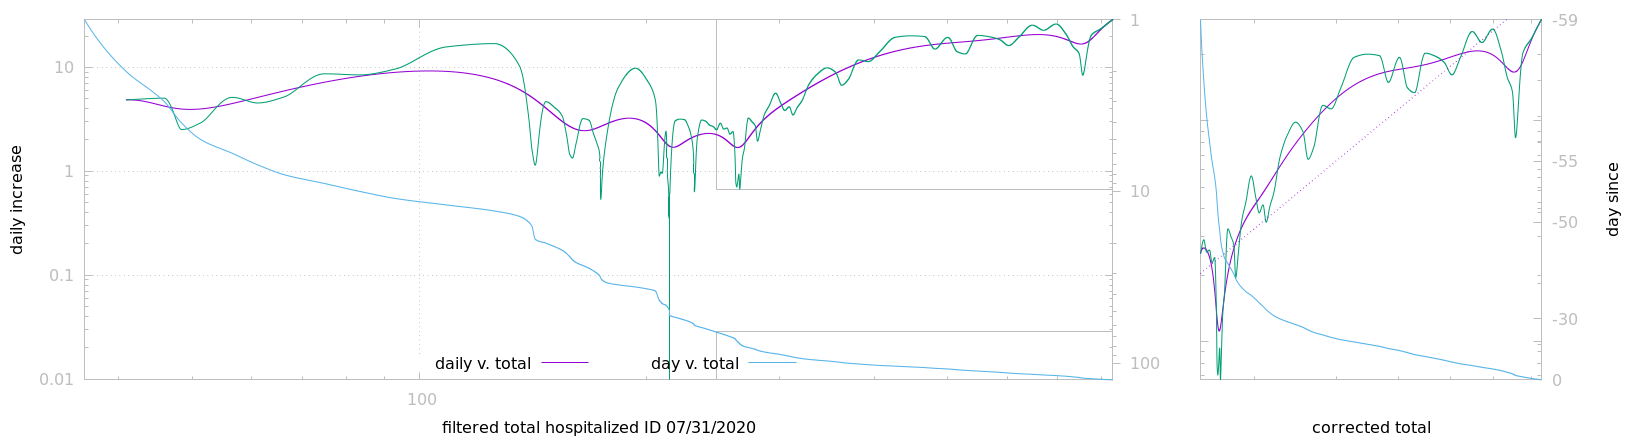 daily increase
10
1
0.1
0.01
100
daily v. total
day v. total
1
10
100
filtered total hospitalized ID 07/31/2020
-59
-55
-50
-30
0
day since
corrected total